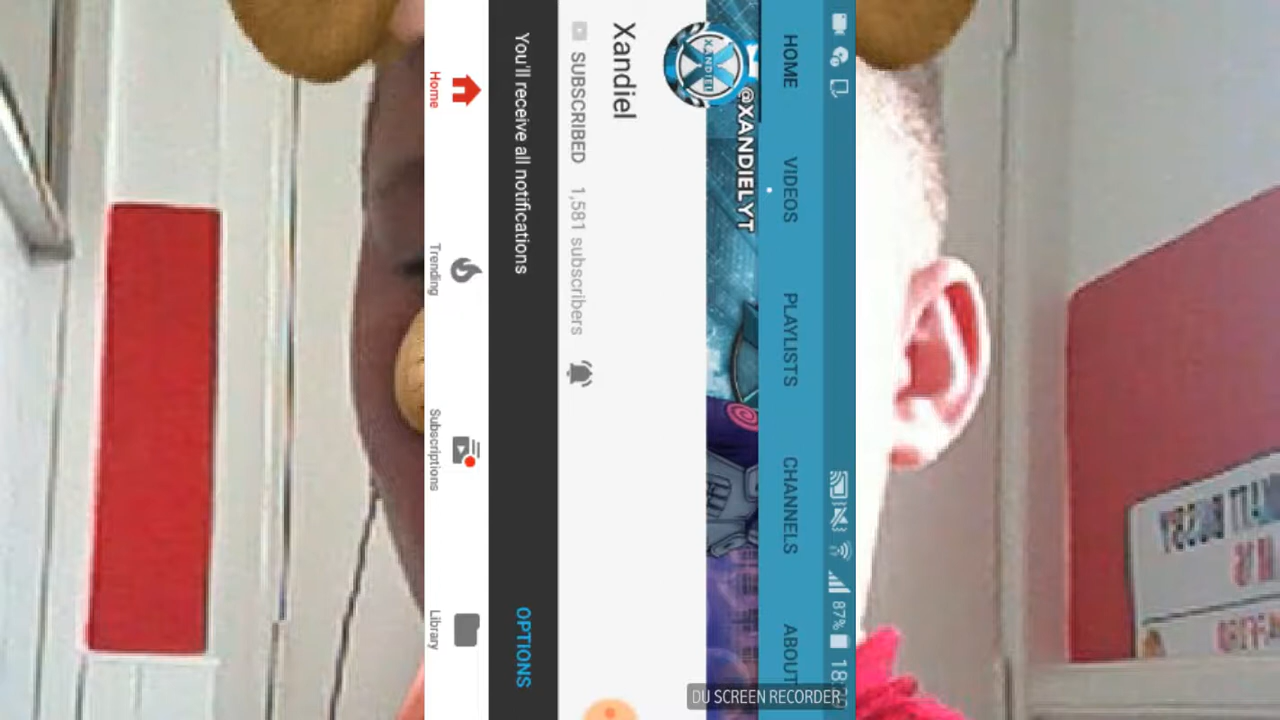 87%
HOME VIDEOS PLAYLISTS CHANNELS ABOUT
@XANDIELYT
XANDIEL
Xandiel
SUBSCRIBED 1,581 subscribers
You'll receive all notifications OPTIONS
Home Trending Subscriptions Library
DU SCREEN RECORDER